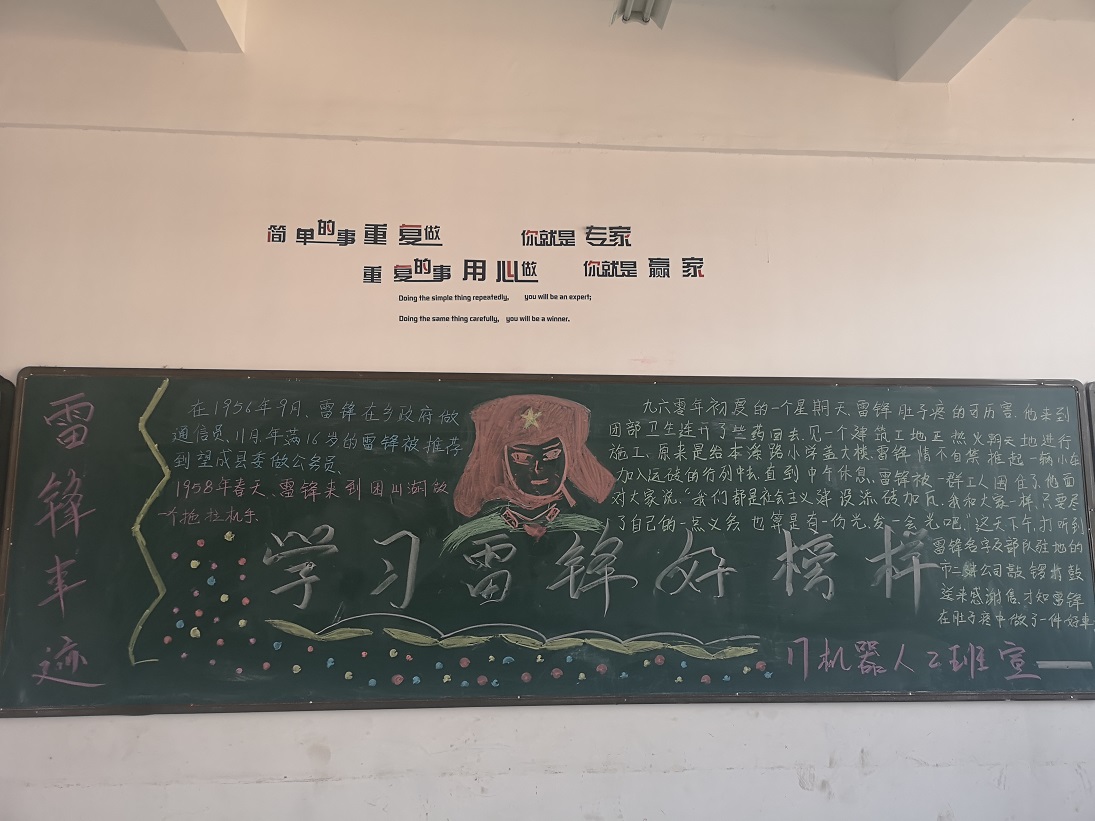 简单的事重复做 你就是专家
重复的事用心做 你就是赢家
Doing the simple thing repeatedly, you will be an expert;
Doing the same thing carefully, you will be a winner.
雷锋事迹
在1956年9月、雷锋在乡政府做
通信员、11月、年满16岁的雷锋被推荐
到望成县委做公务员、
1958年春天、雷锋来到团山湖做
一个拖拉机手、
九六零年初度的一个星期天、雷锋肚子疼的可历害、他来到
团部卫生连开了些药回去、见一个建筑工地正热火朝天地进行
施工、原来是给本溪路小学盖大楼、雷锋情不自禁推起一辆小在
加入运砖的行列中去、直到中午休息、雷锋被一群工人围住了、他面
对大家说、“我们都是社会主义建设添砖加瓦、我和大家一样、只要尽
了自己的一点义务、也算是有一份光、发一会光吧、”这天下午、打听到
雷锋名字及部队驻地的
市二建公司敲锣打鼓
送来感谢信、才知雷锋
在肚子疼中做了一件好事
学习雷锋好榜样
机器人2班宣